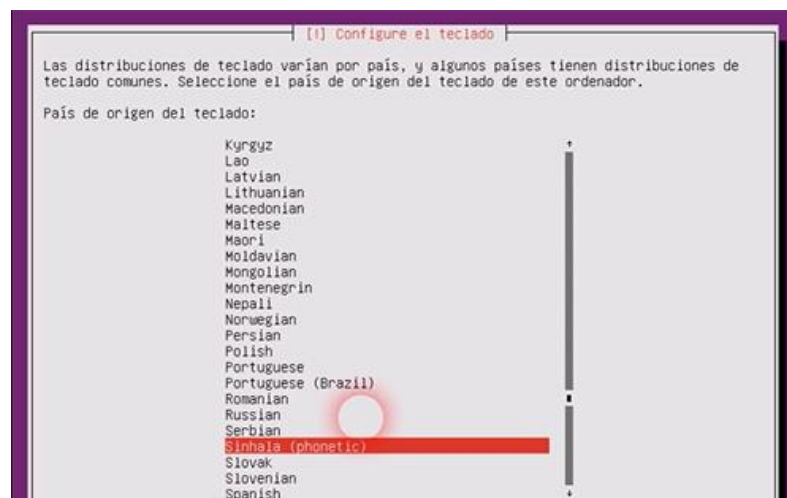 [!] Configure el teclado
Las distribuciones de teclado varían por país, y algunos países tienen distribuciones de
teclado comunes. Seleccione el país de origen del teclado de este ordenador.
País de origen del teclado:
Kyrgyz
Lao
Latvian
Lithuanian
Macedonian
Maltese
Maori
Moldavian
Mongolian
Montenegrin
Nepali
Norwegian
Persian
Polish
Portuguese
Portuguese (Brazil)
Romanian
Russian
Serbian
Sinhala (phonetic)
Slovak
Slovenian
Spanish